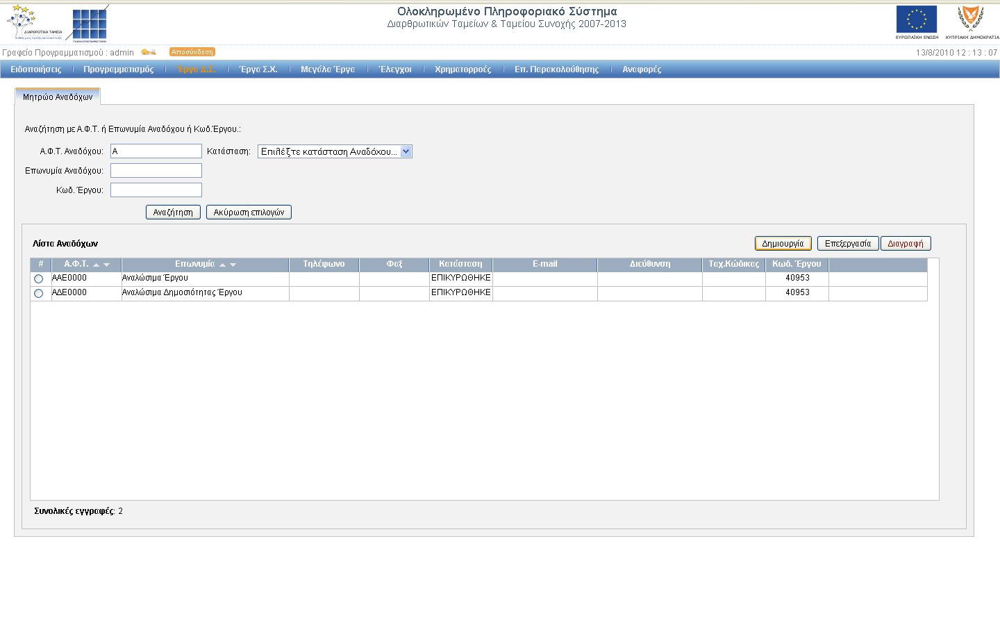 Ολοκληρωμένο Πληροφοριακό Σύστημα
Διαρθρωτικών Ταμείων & Ταμείου Συνοχής 2007-2013
ΔΙΑΡΘΡΩΤΙΚΑ ΤΑΜΕΙΑ
ΕΥΡΩΠΑΪΚΗ ΕΝΩΣΗ
ΚΥΠΡΙΑΚΗ ΔΗΜΟΚΡΑΤΙΑ
Γραφείο Προγραμματισμού : admin Αποσύνδεση 13/8/2010 12 : 13 : 07
Ειδοποιήσεις Προγραμματισμός Έργα Δ.Σ. Έργα Σ.Χ. Μεγάλα Έργα Έλεγχοι Χρηματορροές Επ. Παρακολούθησης Αναφορές
Μητρώο Αναδόχων
Αναζήτηση με Α.Φ.Τ. ή Επωνυμία Αναδόχου ή Κωδ.Έργου.:
Α.Φ.Τ. Αναδόχου: Α Κατάσταση: Επιλέξτε κατάσταση Αναδόχου...
Επωνυμία Αναδόχου:
Κωδ. Έργου:
Αναζήτηση Ακύρωση επιλογών
Λίστα Αναδόχων Δημιουργία Επεξεργασία Διαγραφή
# Α.Φ.Τ. Επωνυμία Τηλέφωνο Φαξ Κατάσταση E-mail Διεύθυνση Ταχ.Κώδικας Κωδ. Έργου
ΑΑΕ0000 Αναλώσιμα Έργου ΕΠΙΚΥΡΩΘΗΚΕ 40953
ΑΔΕ0000 Αναλώσιμα Δημοσιότητας Έργου ΕΠΙΚΥΡΩΘΗΚΕ 40953
Συνολικές εγγραφές: 2